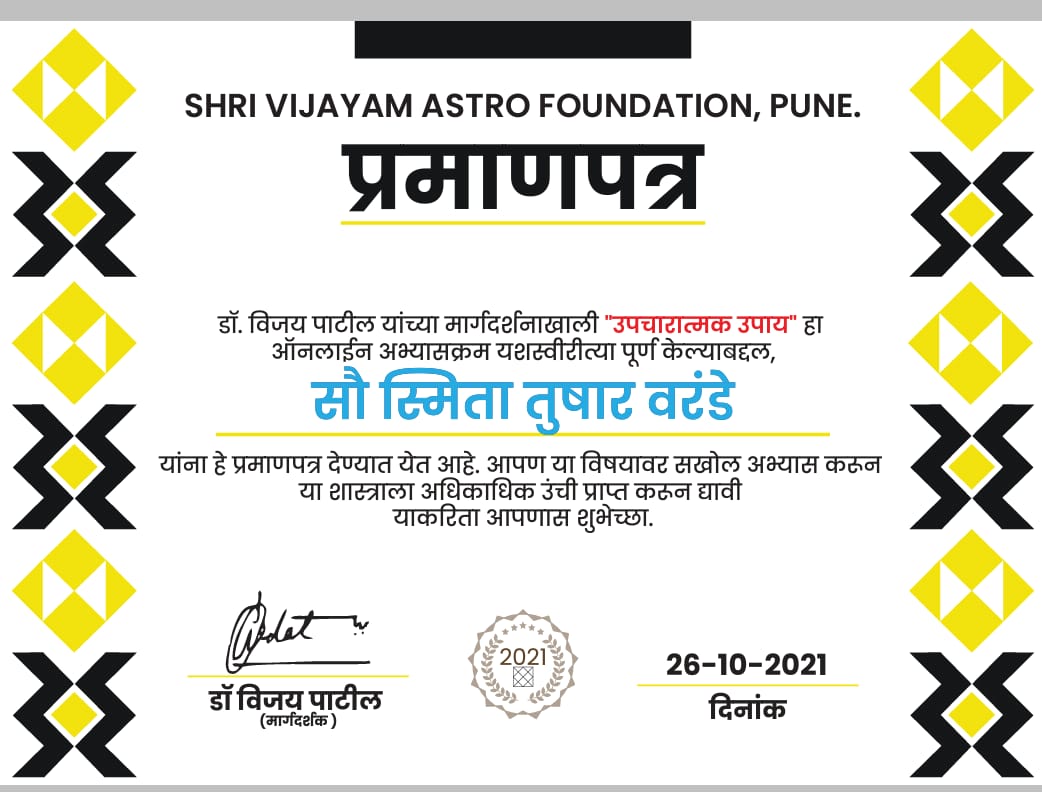 SHRI VIJAYAM ASTRO FOUNDATION, PUNE.
प्रमाणपत्र
डॉ. विजय पाटील यांच्या मार्गदर्शनाखाली "उपचारात्मक उपाय" हा
ऑनलाईन अभ्यासक्रम यशस्वीरीत्या पूर्ण केल्याबद्दल,
सौ स्मिता तुषार वरंडे
यांना हे प्रमाणपत्र देण्यात येत आहे. आपण या विषयावर सखोल अभ्यास करून
या शास्त्राला अधिकाधिक उंची प्राप्त करून द्यावी
याकरिता आपणास शुभेच्छा.
2021
26-10-2021
डॉ विजय पाटील
(मार्गदर्शक)
दिनांक